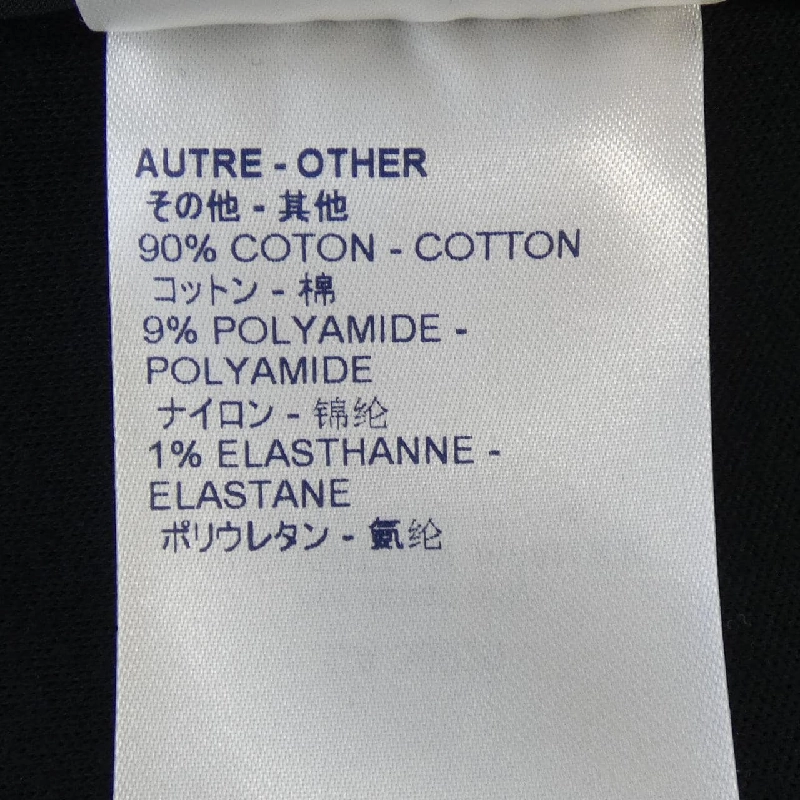 AUTRE - OTHER
その他 - 其他
90% COTON - COTTON
コットン - 棉
9% POLYAMIDE -
POLYAMIDE
ナイロン - 锦纶
1% ELASTHANNE -
ELASTANE
ポリウレタン - 氨纶